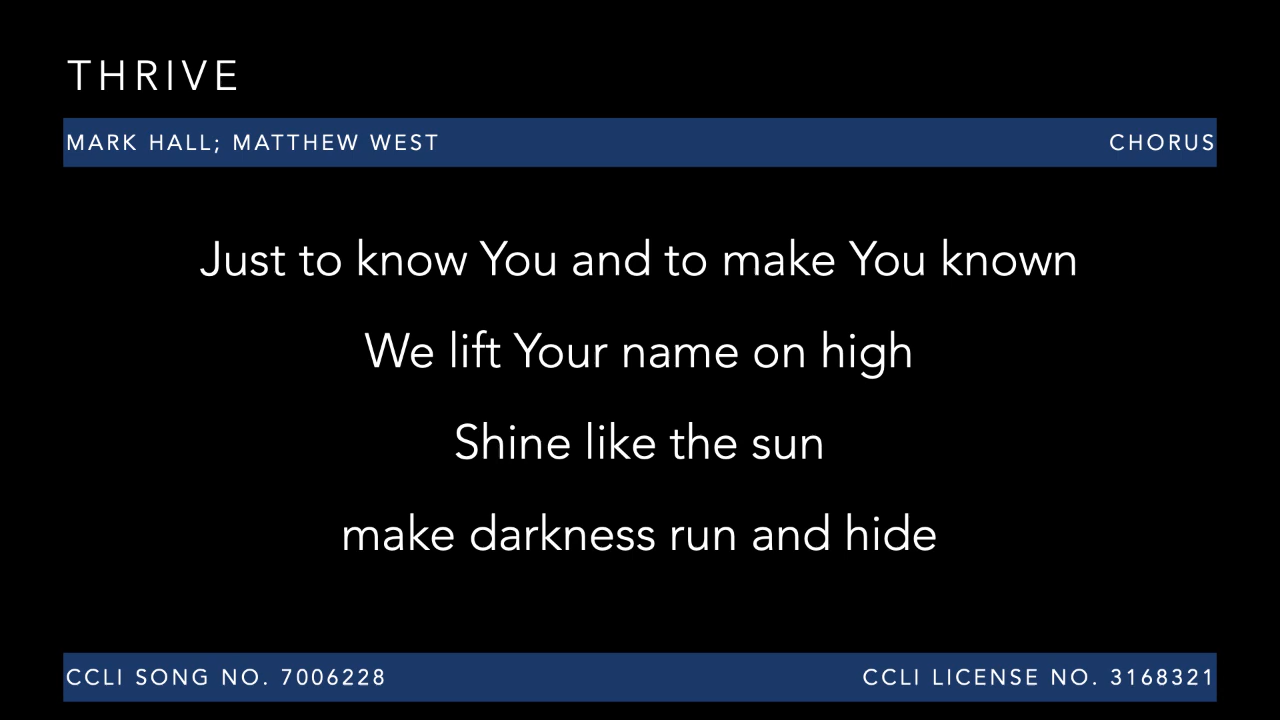 THRIVE
MARK HALL; MATTHEW WEST CHORUS
Just to know You and to make You known
We lift Your name on high
Shine like the sun
make darkness run and hide
CCLI SONG NO. 7006228 CCLI LICENSE NO. 3168321